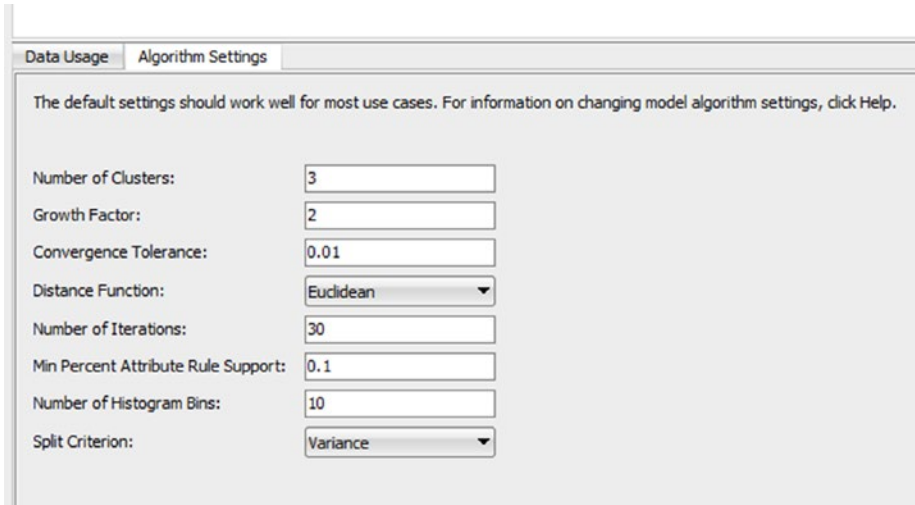 Data Usage Algorithm Settings
The default settings should work well for most use cases. For information on changing model algorithm settings, click Help.
Number of Clusters: 3
Growth Factor: 2
Convergence Tolerance: 0.01
Distance Function: Euclidean
Number of Iterations: 30
Min Percent Attribute Rule Support: 0.1
Number of Histogram Bins: 10
Split Criterion: Variance